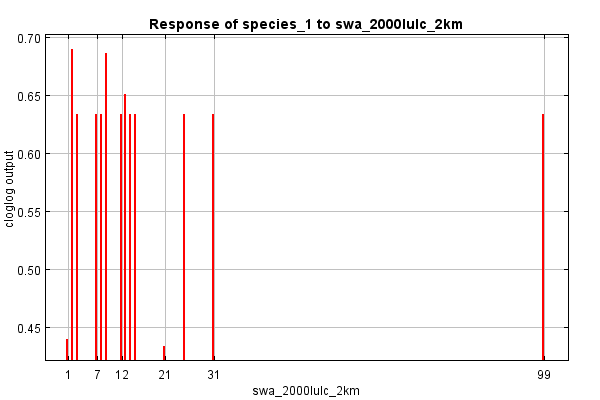 Response of species_1 to swa_2000lulc_2km
cloglog output
0.70
0.65
0.60
0.55
0.50
0.45
1 7 12 21 31 99
swa_2000lulc_2km